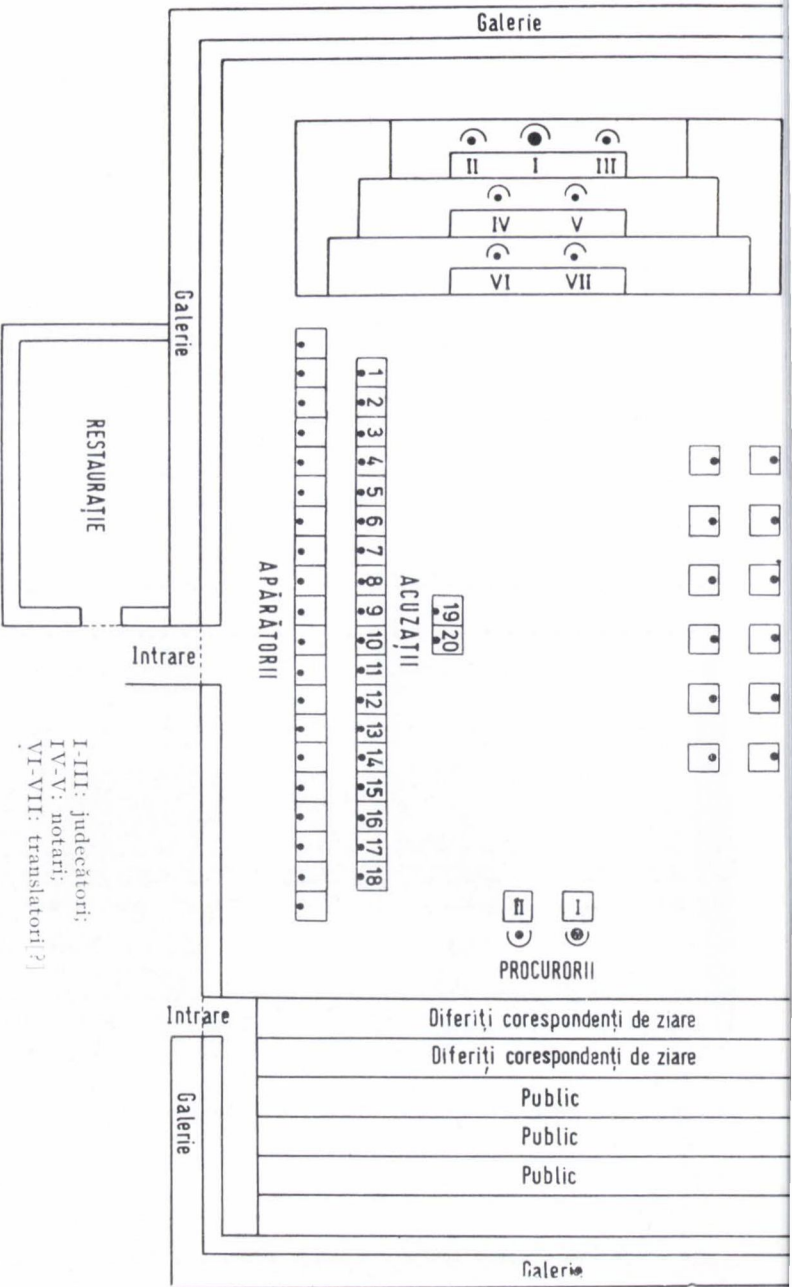 Galerie
II I III
IV V
VI VII
Galerie
RESTAURAȚIE
1 2 3 4 5 6 7 8 9 10 11 12 13 14 15 16 17 18
ACUZAȚII
19 20
APĂRĂTORII
Intrare
I-III: judecători;
IV-V: notari;
VI-VII: translatori[?]
II I
PROCURORII
Intrare
Diferiți corespondenți de ziare
Diferiți corespondenți de ziare
Public
Public
Public
Galerie
Galerie